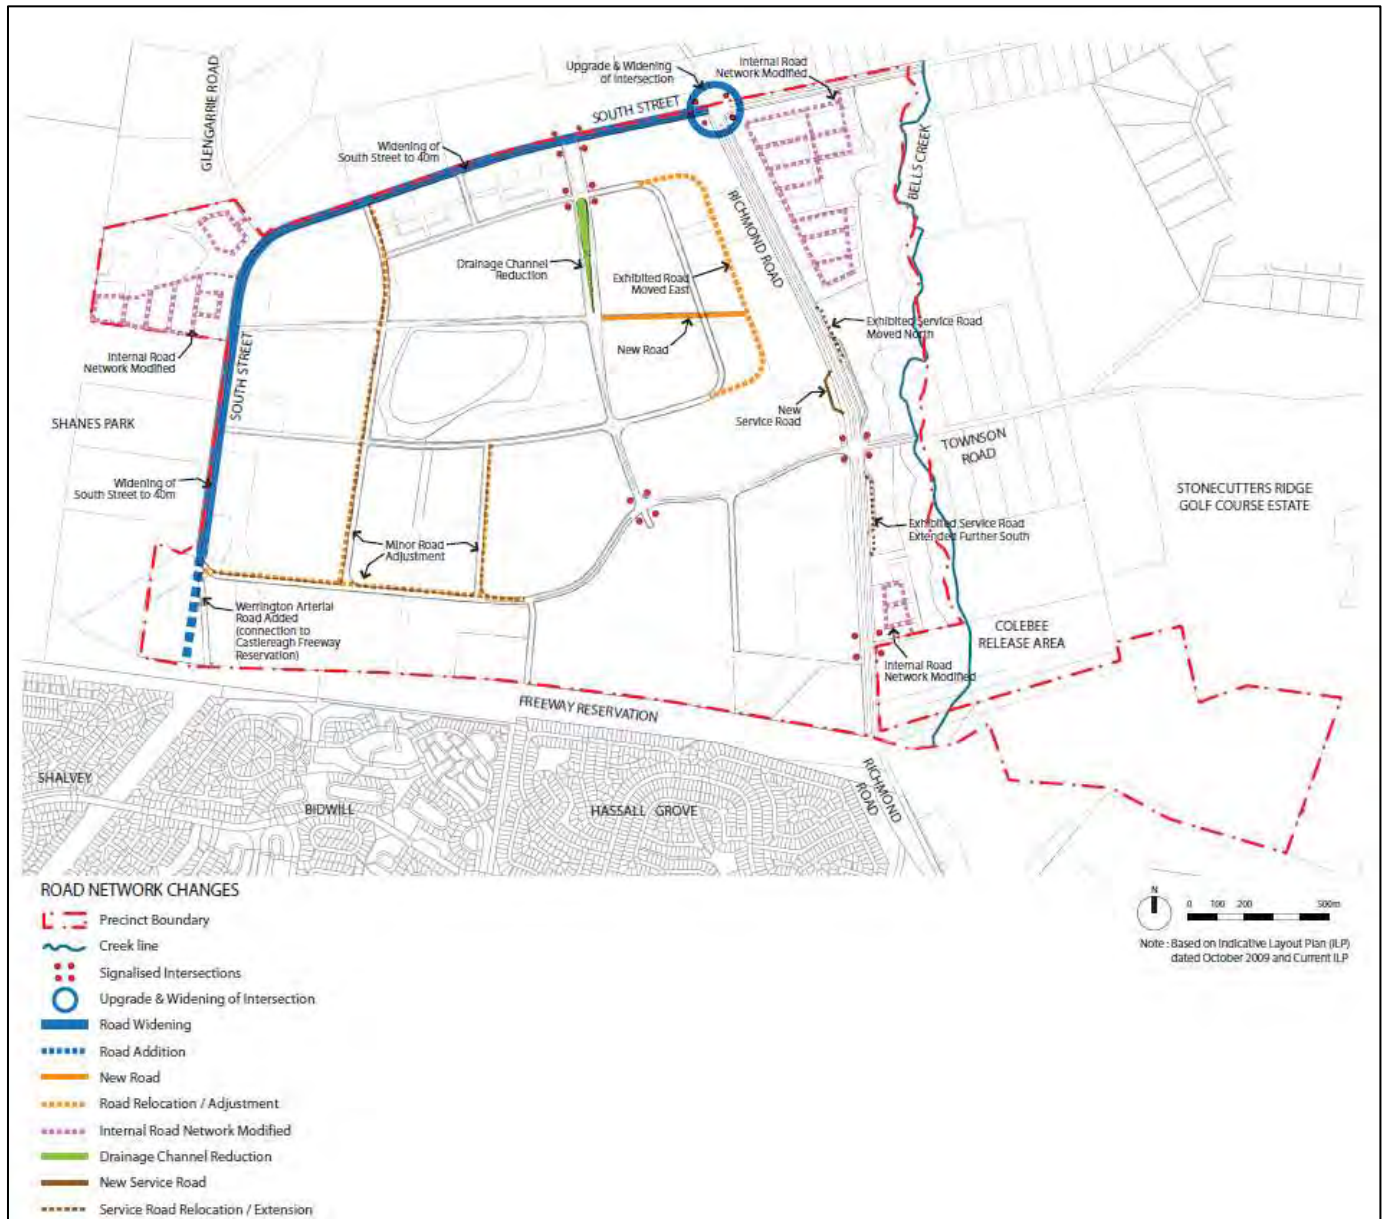 Upgrade & Widening
of Intersection
Internal Road
Network Modified
GLENGARRIE ROAD
SOUTH STREET
Widening of
South Street to 40m
BELLS CREEK
RICHMOND ROAD
Drainage Channel
Reduction
Exhibited Road
Moved East
Exhibited Service Road
Moved North
Internal Road
Network Modified
SOUTH STREET
New Road
New
Service Road
SHANES PARK
TOWNSON
ROAD
Widening of
South Street to 40m
STONECUTTERS RIDGE
GOLF COURSE ESTATE
Exhibited Service Road
Extended Further South
Minor Road
Adjustment
Werrington Arterial
Road Added
(connection to
Castlereagh Freeway
Reservation)
COLEBEE
RELEASE AREA
Internal Road
Network Modified
FREEWAY RESERVATION
SHALVEY
BIDWILL
HASSALL GROVE
RICHMOND
ROAD
ROAD NETWORK CHANGES
Precinct Boundary
Creek line
Signalised Intersections
Upgrade & Widening of Intersection
Road Widening
Road Addition
New Road
Road Relocation / Adjustment
Internal Road Network Modified
Drainage Channel Reduction
New Service Road
Service Road Relocation / Extension
N
0 100 200 500m
Note : Based on Indicative Layout Plan (ILP)
dated October 2009 and Current ILP